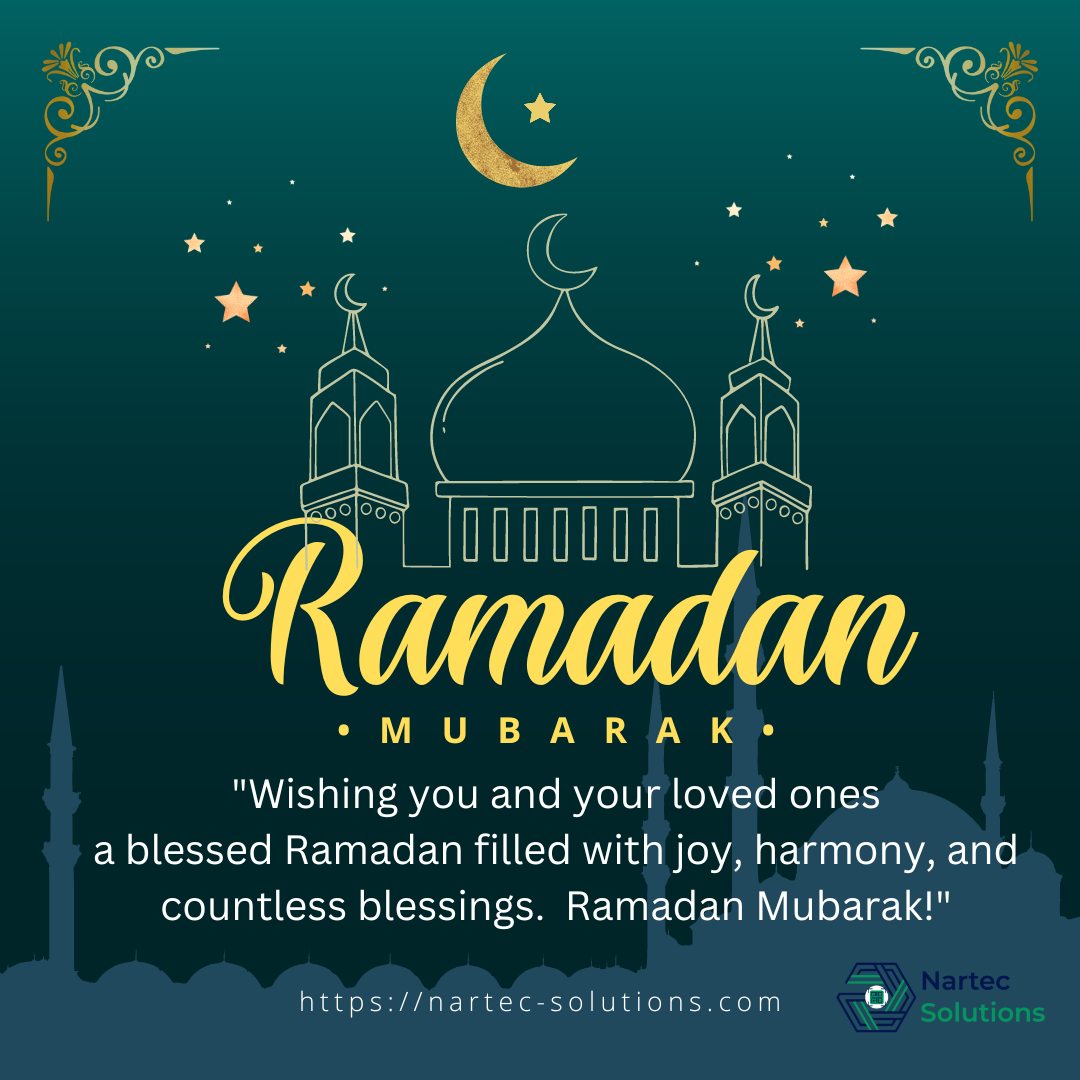 Ramadan
• MUBARAK •
"Wishing you and your loved ones
a blessed Ramadan filled with joy, harmony, and
countless blessings.  Ramadan Mubarak!"
https://nartec-solutions.com
Nartec
Solutions